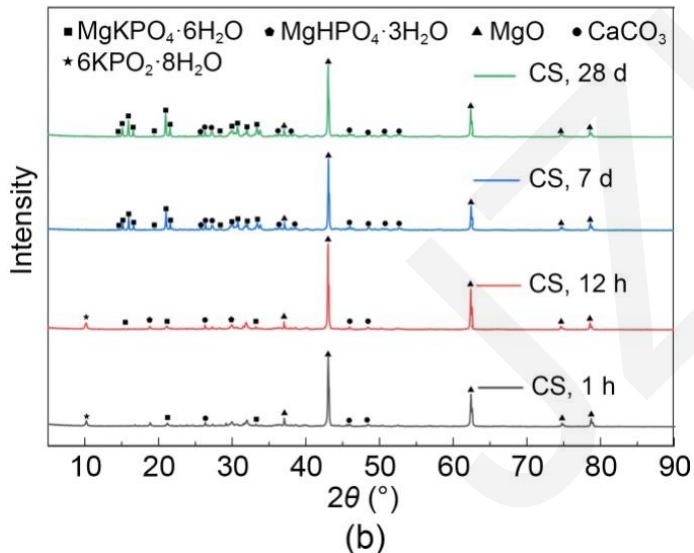 ■ MgKPO₄·6H₂O ⬟ MgHPO₄·3H₂O ▲ MgO ● CaCO₃
★ 6KPO₂·8H₂O
CS, 28 d
CS, 7 d
CS, 12 h
CS, 1 h
Intensity
10 20 30 40 50 60 70 80 90
2θ (°)
(b)